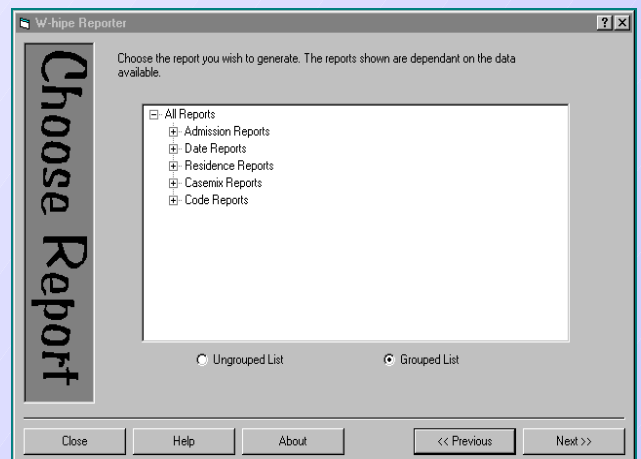 W-hipe Reporter
Choose Report
Choose the report you wish to generate. The reports shown are dependant on the data
available.
All Reports
Admission Reports
Date Reports
Residence Reports
Casemix Reports
Code Reports
Ungrouped List
Grouped List
Close
Help
About
<< Previous
Next >>